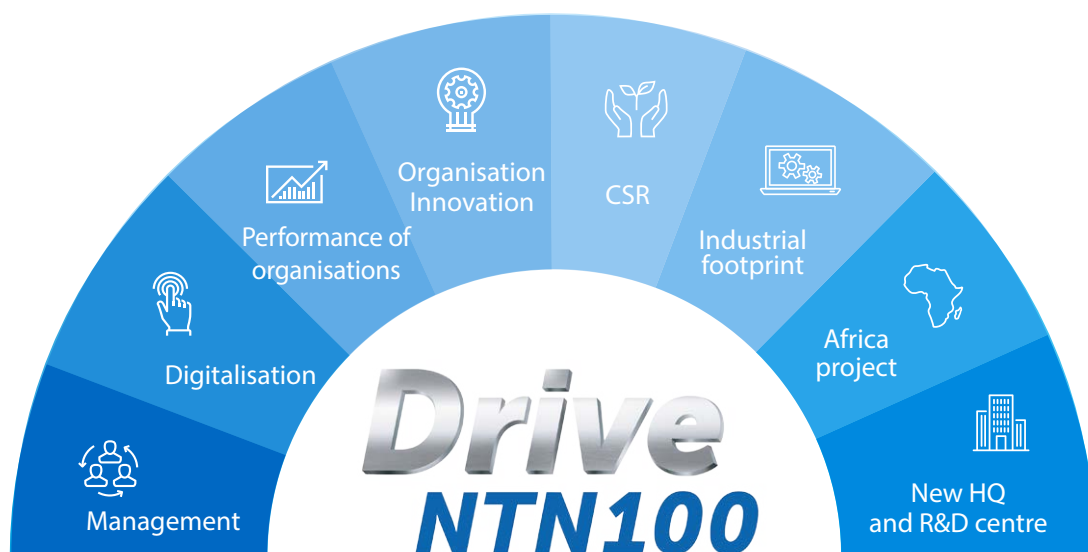 Management
Digitalisation
Performance of
organisations
Organisation
Innovation
CSR
Industrial
footprint
Africa
project
New HQ
and R&D centre
Drive
NTN100